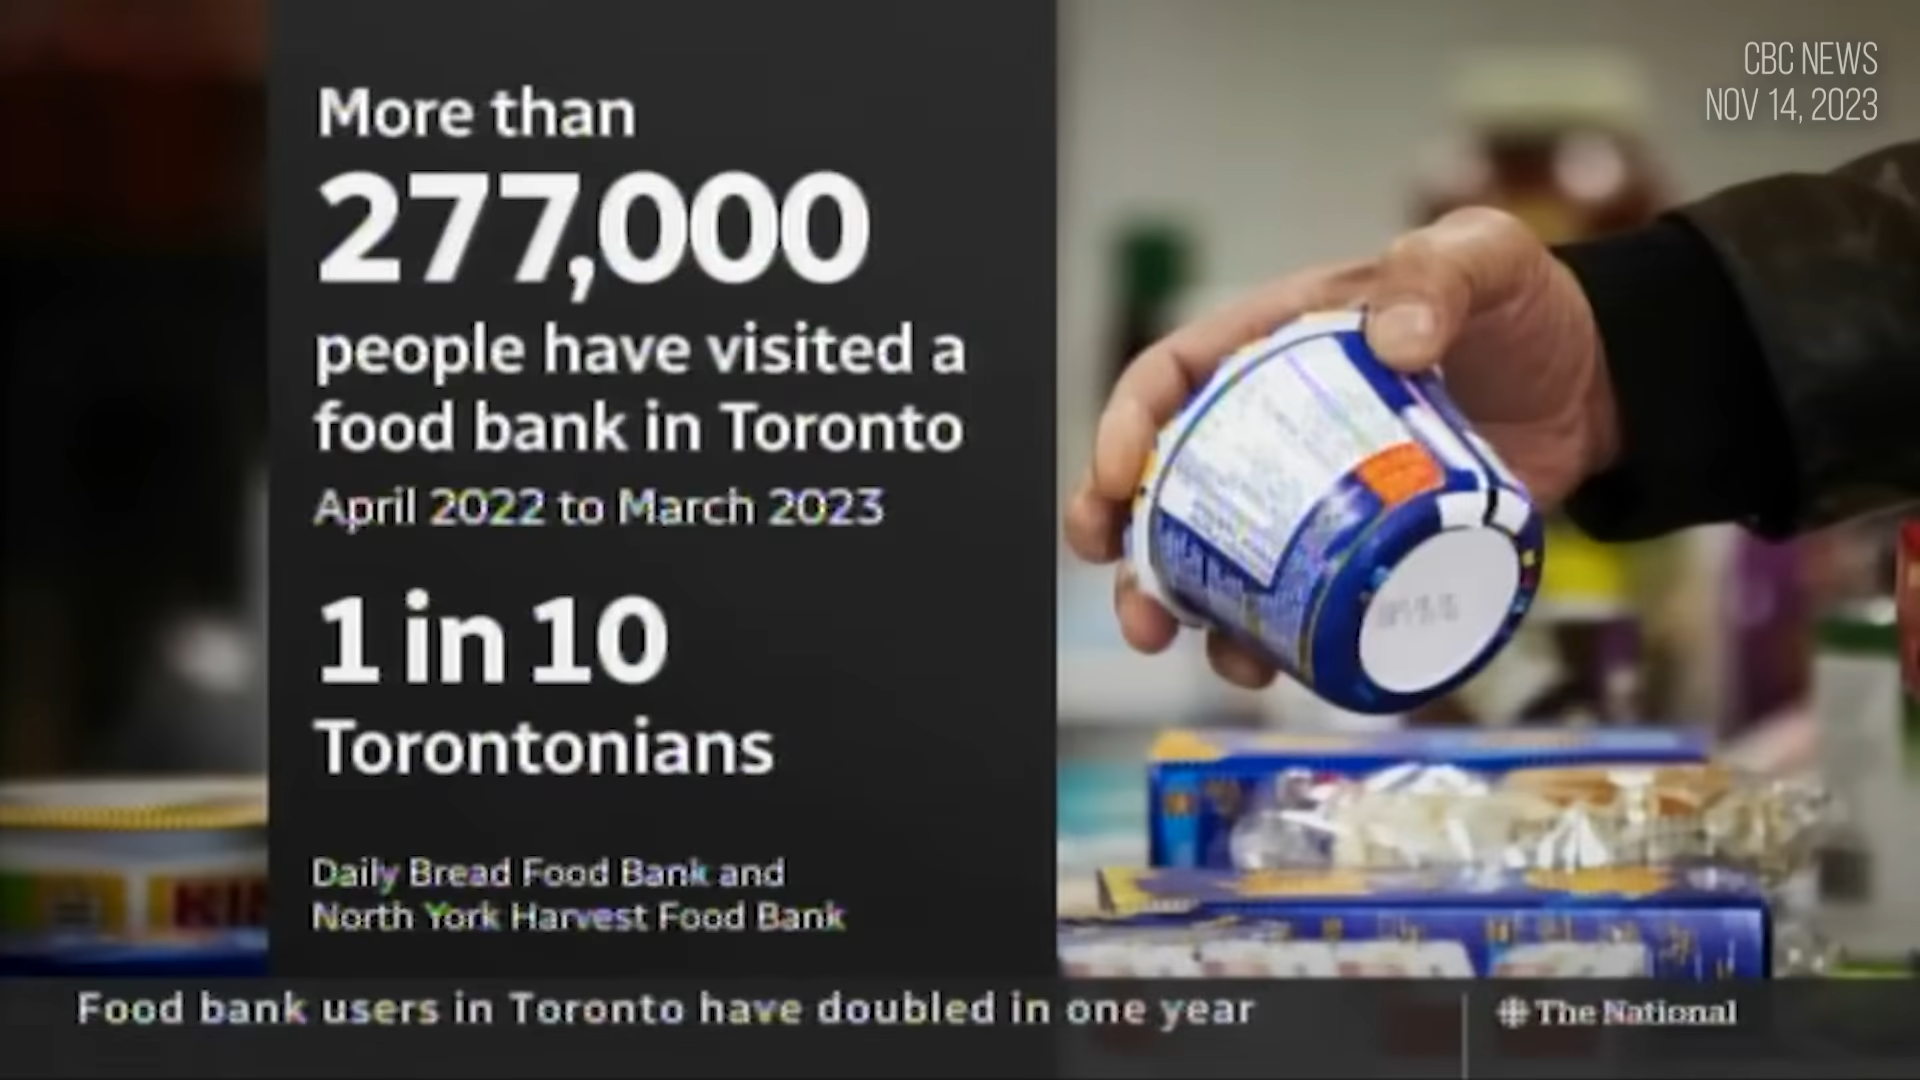 CBC NEWS
NOV 14, 2023
More than
277,000
people have visited a
food bank in Toronto
April 2022 to March 2023
1 in 10
Torontonians
Daily Bread Food Bank and
North York Harvest Food Bank
Food bank users in Toronto have doubled in one year
The National